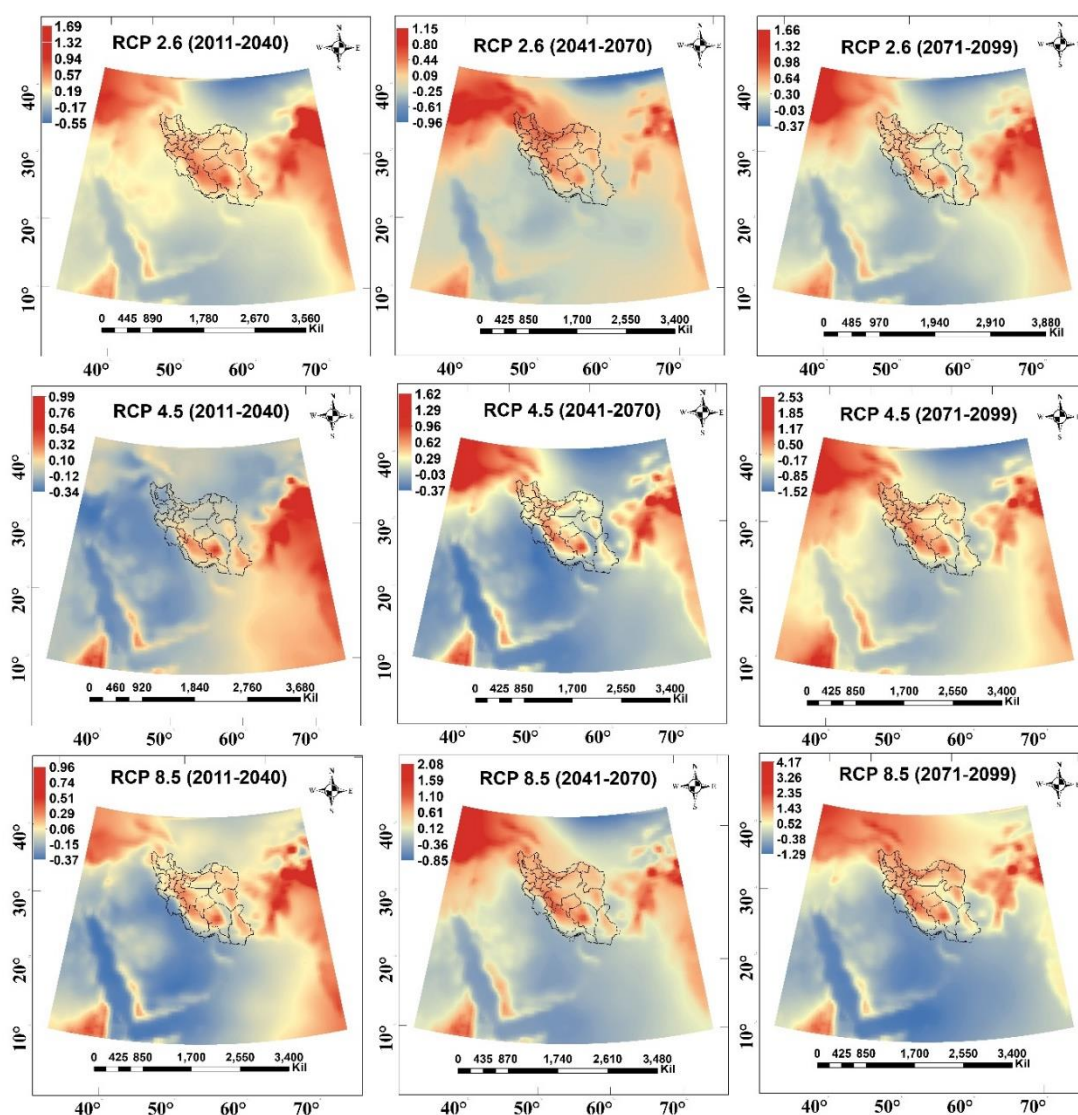 1.69
1.32
0.94
0.57
0.19
-0.17
-0.55
RCP 2.6 (2011-2040)
N
W E
S
40°
30°
20°
10°
0 445 890 1,780 2,670 3,560
Kil
1.15
0.80
0.44
0.09
-0.25
-0.61
-0.96
RCP 2.6 (2041-2070)
N
W E
S
40°
30°
20°
10°
0 425 850 1,700 2,550 3,400
Kil
1.66
1.32
0.98
0.64
0.30
-0.03
-0.37
RCP 2.6 (2071-2099)
N
W
S
40°
30°
20°
10°
0 485 970 1,940 2,910 3,880
Kil
40° 50° 60° 70°
40° 50° 60° 70°
40° 50° 60° 70°
0.99
0.76
0.54
0.32
0.10
-0.12
-0.34
RCP 4.5 (2011-2040)
N
W E
S
40°
30°
20°
10°
0 460 920 1,840 2,760 3,680
Kil
1.62
1.29
0.96
0.62
0.29
-0.03
-0.37
RCP 4.5 (2041-2070)
N
W E
S
40°
30°
20°
10°
0 425 850 1,700 2,550 3,400
Kil
2.53
1.85
1.17
0.50
-0.17
-0.85
-1.52
RCP 4.5 (2071-2099)
N
W
S
40°
30°
20°
10°
0 425 850 1,700 2,550 3,400
Kil
40° 50° 60° 70°
40° 50° 60° 70°
40° 50° 60° 70°
0.96
0.74
0.51
0.29
0.06
-0.15
-0.37
RCP 8.5 (2011-2040)
N
W E
S
40°
30°
20°
10°
0 425 850 1,700 2,550 3,400
Kil
2.08
1.59
1.10
0.61
0.12
-0.36
-0.85
RCP 8.5 (2041-2070)
N
W E
S
40°
30°
20°
10°
0 435 870 1,740 2,610 3,480
Kil
4.17
3.26
2.35
1.43
0.52
-0.38
-1.29
RCP 8.5 (2071-2099)
N
W
S
40°
30°
20°
10°
0 425 850 1,700 2,550 3,400
Kil
40° 50° 60° 70°
40° 50° 60° 70°
40° 50° 60° 70°